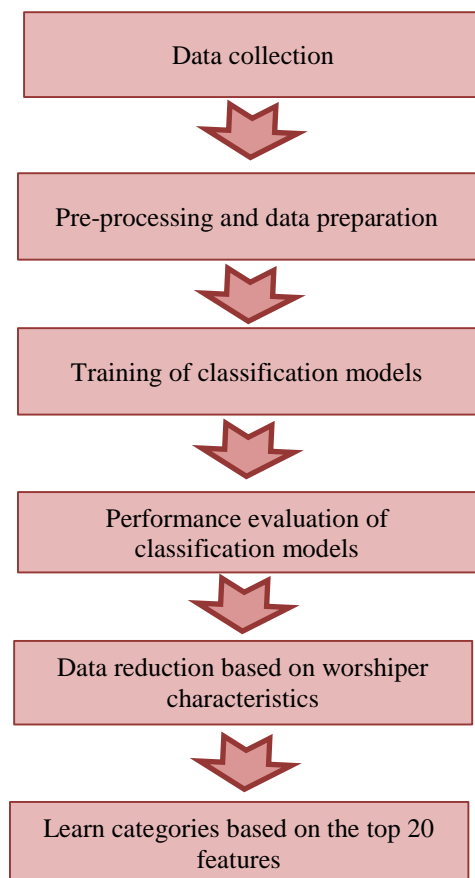 Data collection
Pre-processing and data preparation
Training of classification models
Performance evaluation of
classification models
Data reduction based on worshiper
characteristics
Learn categories based on the top 20
features